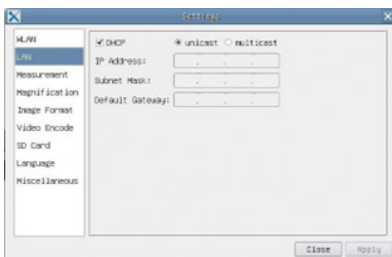 Settings
WLAN
LAN
Measurement
Magnification
Image Format
Video Encode
SD Card
Language
Miscellaneous
DHCP unicast multicast
IP Address:
Subnet Mask:
Default Gateway:
Close Apply